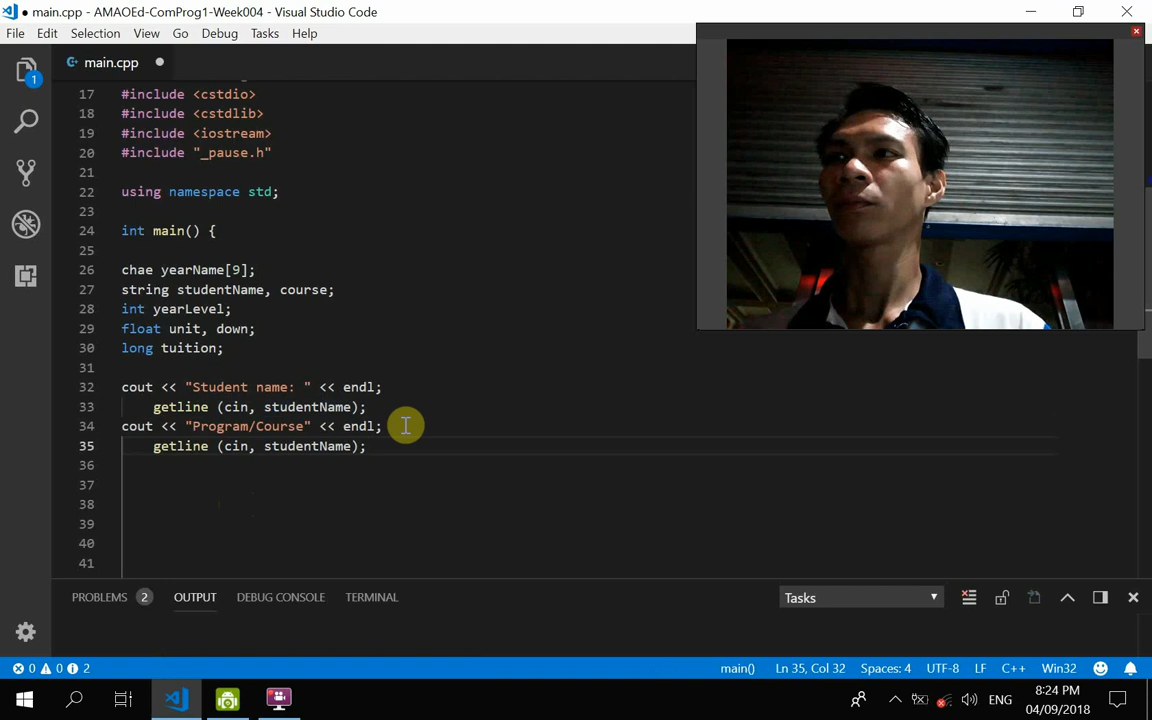 ● main.cpp - AMAOEd-ComProg1-Week004 - Visual Studio Code
File Edit Selection View Go Debug Tasks Help
1
main.cpp ●
17 #include <cstdio>
18 #include <cstdlib>
19 #include <iostream>
20 #include "_pause.h"
21
22 using namespace std;
23
24 int main() {
25
26 chae yearName[9];
27 string studentName, course;
28 int yearLevel;
29 float unit, down;
30 long tuition;
31
32 cout << "Student name: " << endl;
33     getline (cin, studentName);
34 cout << "Program/Course" << endl;
35     getline (cin, studentName);
36
37
38
39
40
41
PROBLEMS 2 OUTPUT DEBUG CONSOLE TERMINAL Tasks
0 0 2 main() Ln 35, Col 32 Spaces: 4 UTF-8 LF C++ Win32
ENG 8:24 PM
04/09/2018